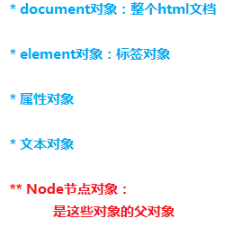 * document对象：整个html文档
* element对象：标签对象
* 属性对象
* 文本对象
** Node节点对象：
是这些对象的父对象